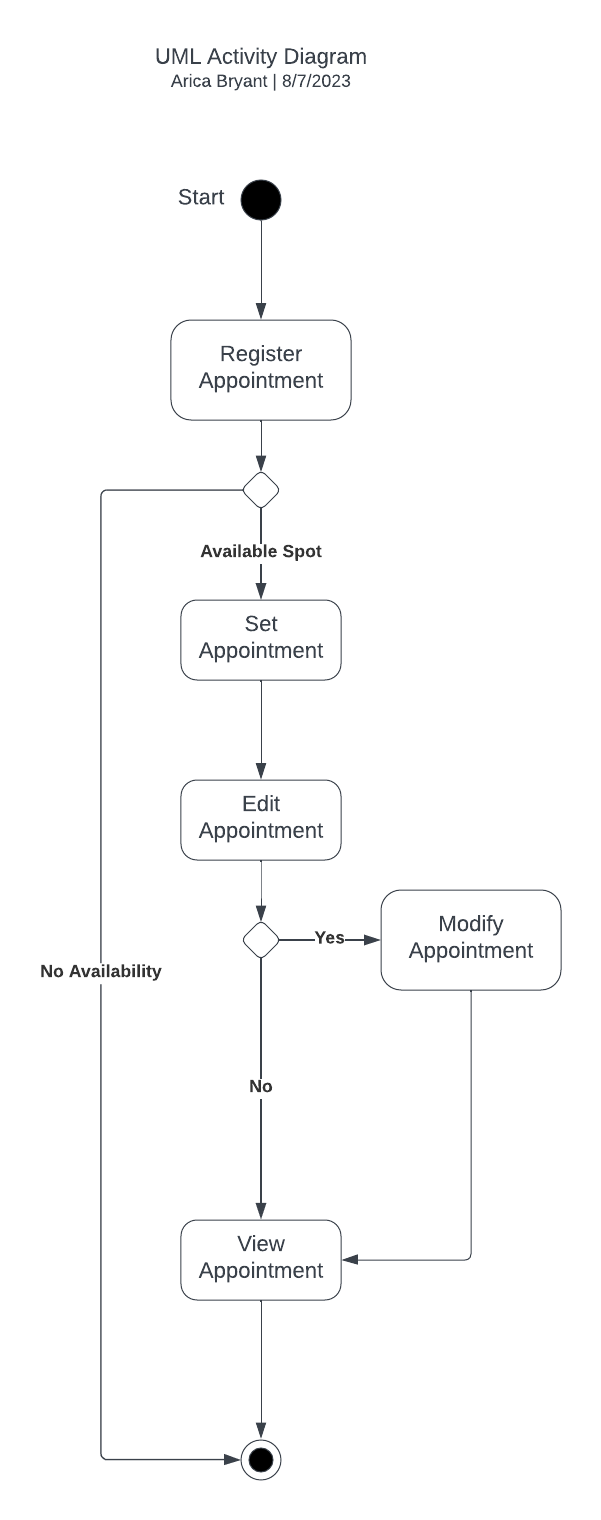 UML Activity Diagram
Arica Bryant | 8/7/2023
Start
Register
Appointment
Available Spot
Set
Appointment
Edit
Appointment
Yes
Modify
Appointment
No Availability
No
View
Appointment